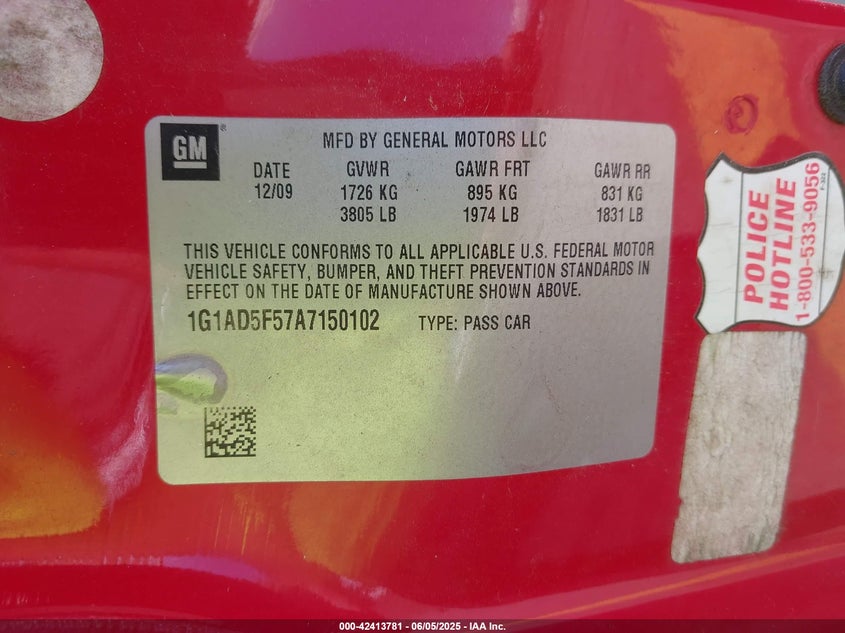 GM
MFD BY GENERAL MOTORS LLC
DATE GVWR GAWR FRT GAWR RR
12/09 1726 KG 895 KG 831 KG
3805 LB 1974 LB 1831 LB
THIS VEHICLE CONFORMS TO ALL APPLICABLE U.S. FEDERAL MOTOR
VEHICLE SAFETY, BUMPER, AND THEFT PREVENTION STANDARDS IN
EFFECT ON THE DATE OF MANUFACTURE SHOWN ABOVE.
1G1AD5F57A7150102 TYPE: PASS CAR
POLICE
HOTLINE
1-800-533-9056
000-42413781 - 06/05/2025 - IAA Inc.